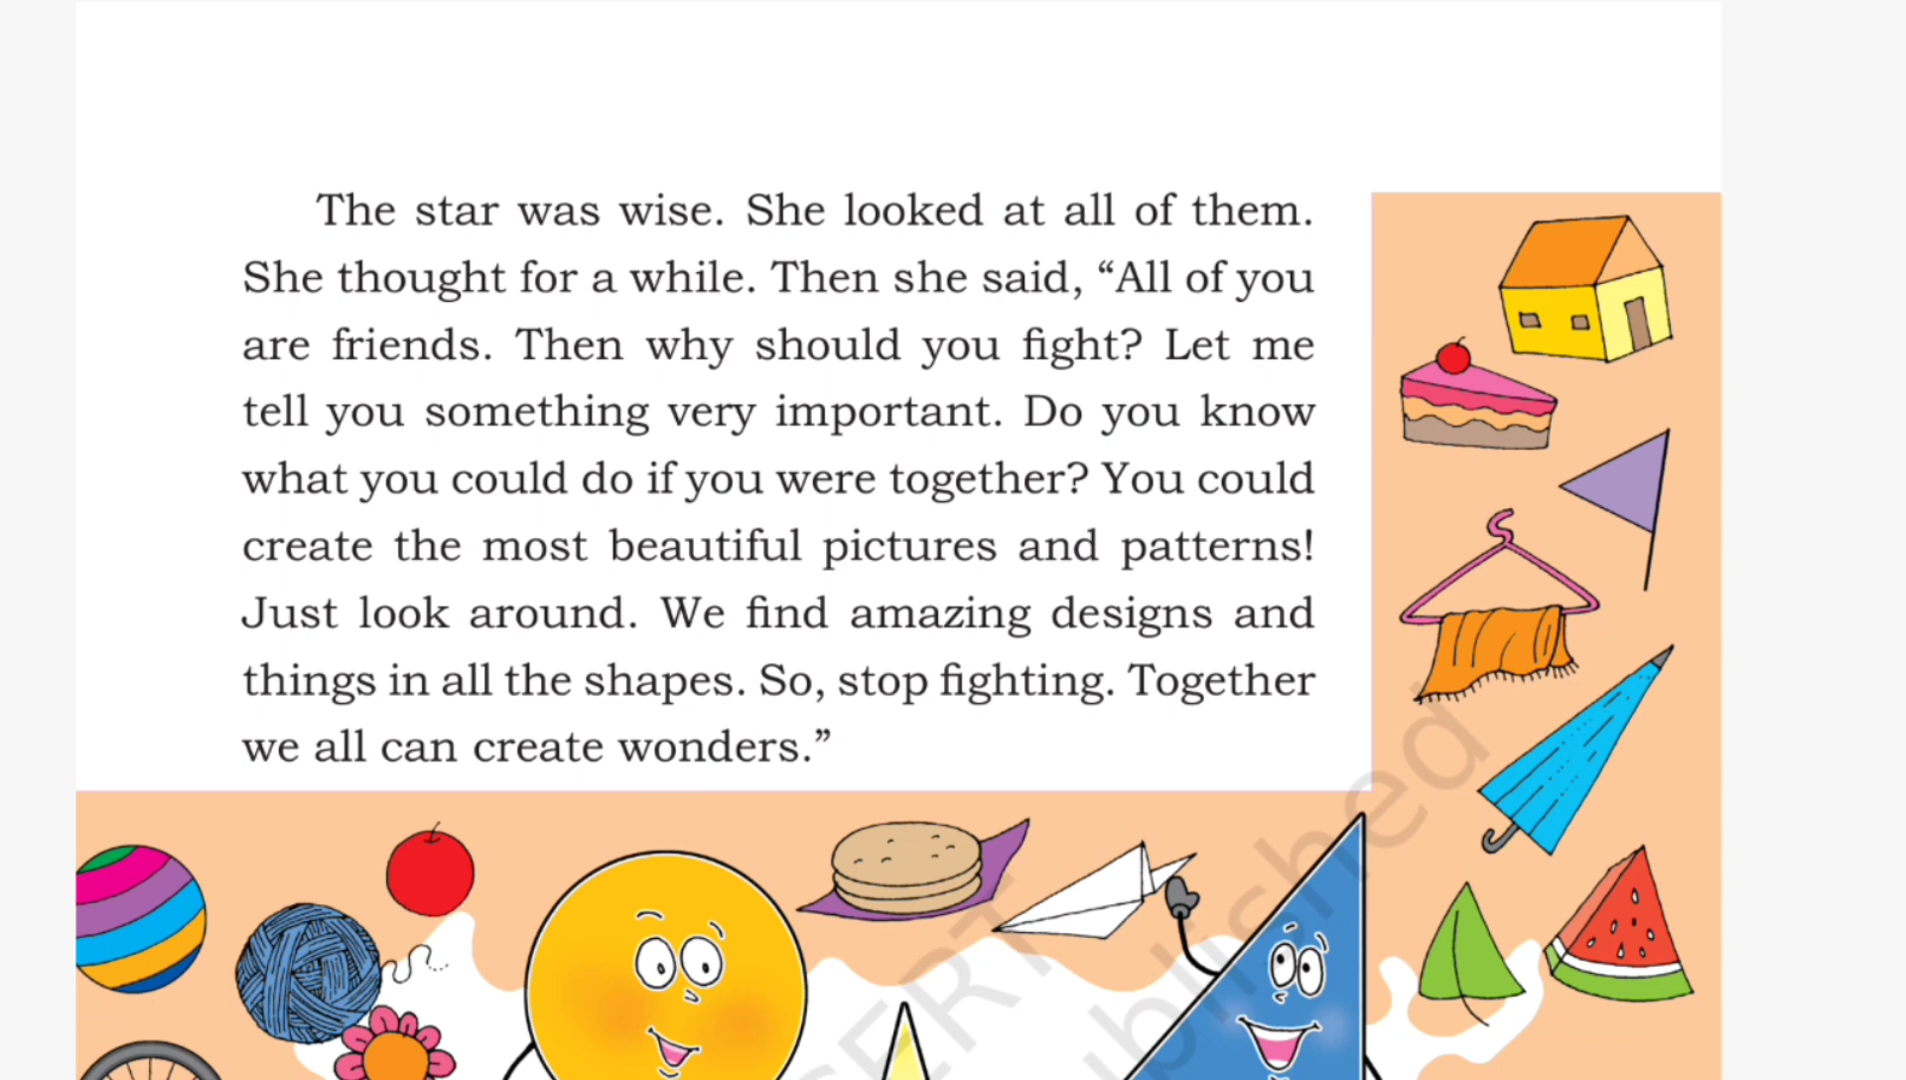 The star was wise. She looked at all of them.
She thought for a while. Then she said, “All of you
are friends. Then why should you fight? Let me
tell you something very important. Do you know
what you could do if you were together? You could
create the most beautiful pictures and patterns!
Just look around. We find amazing designs and
things in all the shapes. So, stop fighting. Together
we all can create wonders.”